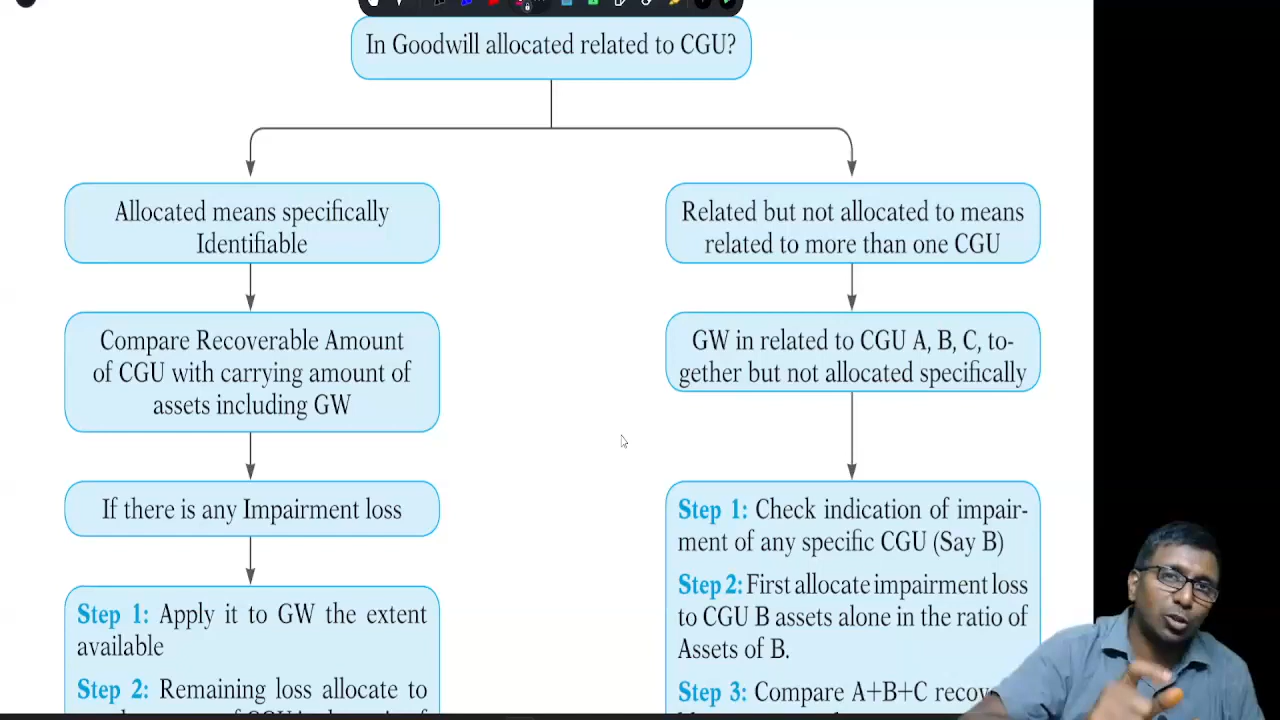 In Goodwill allocated related to CGU?
Allocated means specifically
Identifiable
Compare Recoverable Amount
of CGU with carrying amount of
assets including GW
If there is any Impairment loss
Step 1: Apply it to GW the extent
available
Step 2: Remaining loss allocate to
Related but not allocated to means
related to more than one CGU
GW in related to CGU A, B, C, to-
gether but not allocated specifically
Step 1: Check indication of impair-
ment of any specific CGU (Say B)
Step 2: First allocate impairment loss
to CGU B assets alone in the ratio of
Assets of B.
Step 3: Compare A+B+C recov